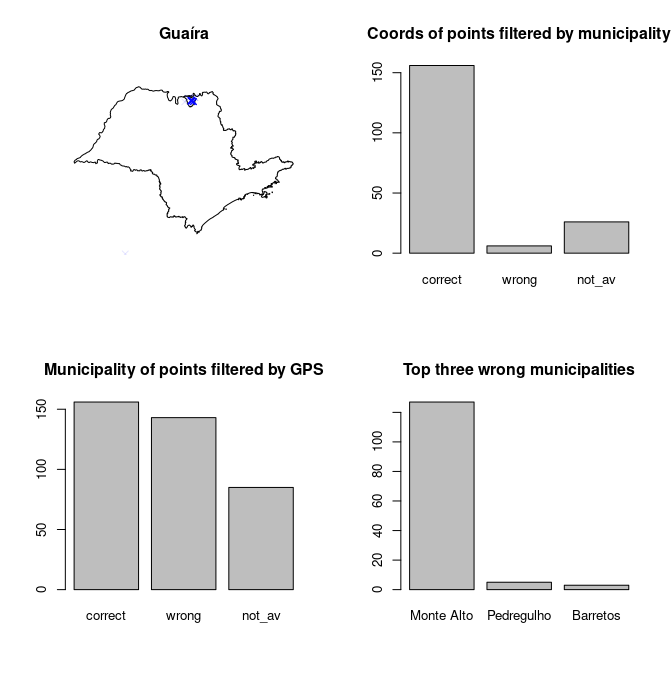 Guaíra
Coords of points filtered by municipality
150
100
50
0
correct wrong not_av
Municipality of points filtered by GPS
150
100
50
0
correct wrong not_av
Top three wrong municipalities
100
80
60
40
20
0
Monte Alto Pedregulho Barretos